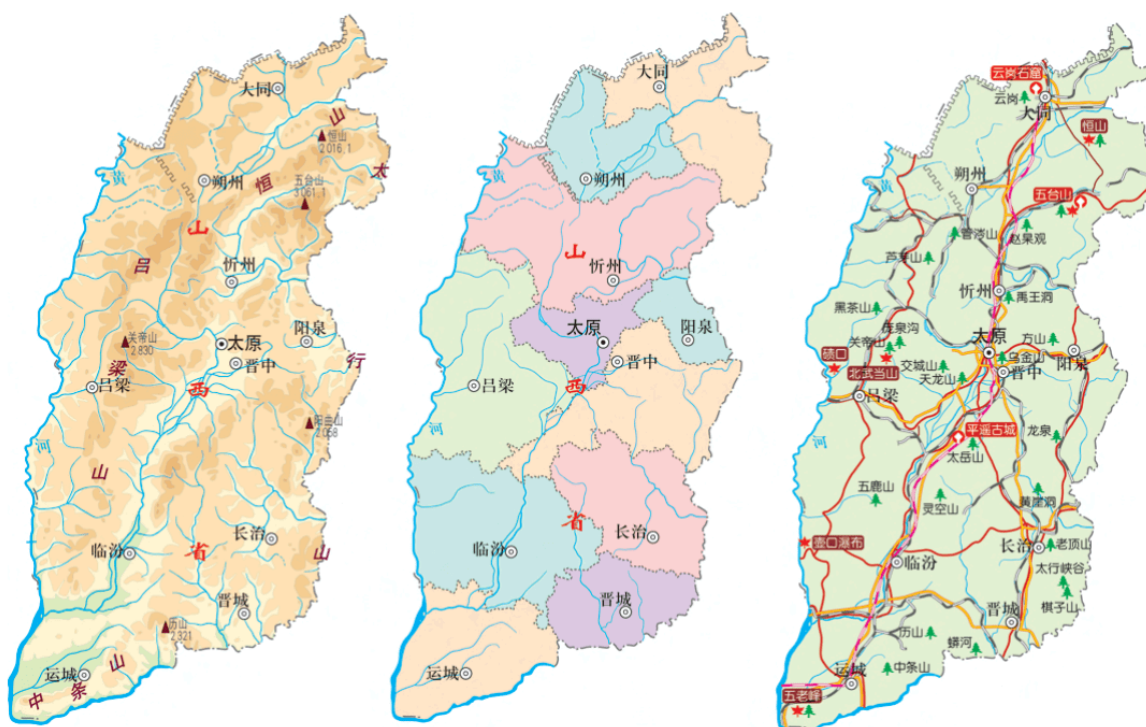 大同
山
恒山
2016.1
恒
太
黄
朔州
五台山
3061.1
山
河
忻州
吕
关帝山
2830
太原
阳泉
晋中
行
梁
吕梁
西
阳曲山
2058
河
山
长治
临汾
省
山
晋城
历山
2321
运城
中
条
山
大同
黄
朔州
河
山
忻州
太原
阳泉
晋中
吕梁
西
河
省
长治
临汾
晋城
运城
云岗石窟
云岗
大同
恒山
黄
朔州
河
五台山
管涔山
赵杲观
芦芽山
忻州
禹王洞
黑茶山
庞泉沟
关帝山
太原
方山
碛口
北武当山
交城山
乌金山
阳泉
天龙山
晋中
吕梁
平遥古城
龙泉
河
太岳山
五鹿山
灵空山
黄崖洞
壶口瀑布
长治
老顶山
临汾
太行峡谷
棋子山
晋城
历山
蟒河
中条山
运城
五老峰